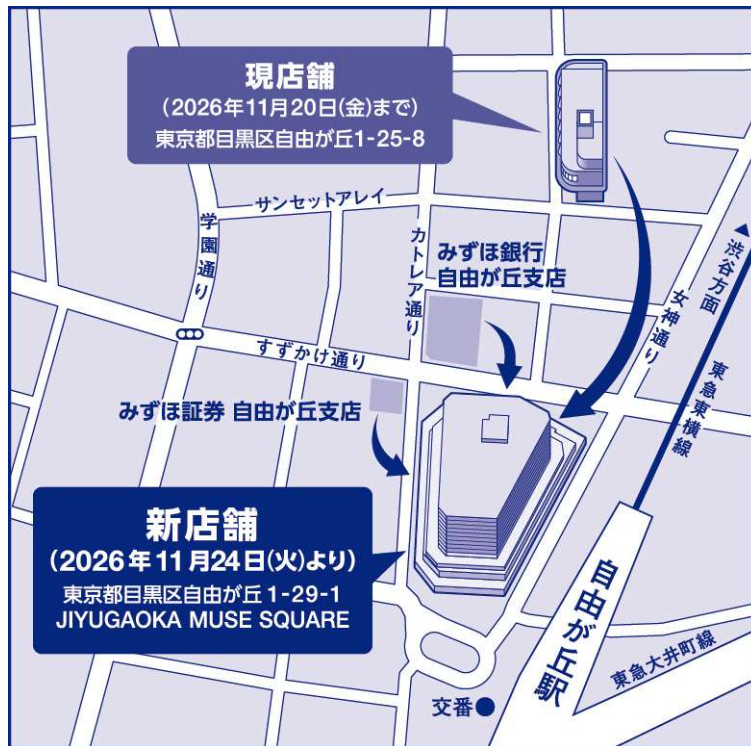 現店舗
(2026年11月20日(金)まで)
東京都目黒区自由が丘1-25-8
サンセットアレイ
学園通り
カトレア通り
みずほ銀行
自由が丘支店
渋谷方面
女神通り
東急東横線
すずかけ通り
みずほ証券 自由が丘支店
新店舗
(2026年11月24日(火)より)
東京都目黒区自由が丘1-29-1
JIYUGAOKA MUSE SQUARE
自由が丘駅
東急大井町線
交番